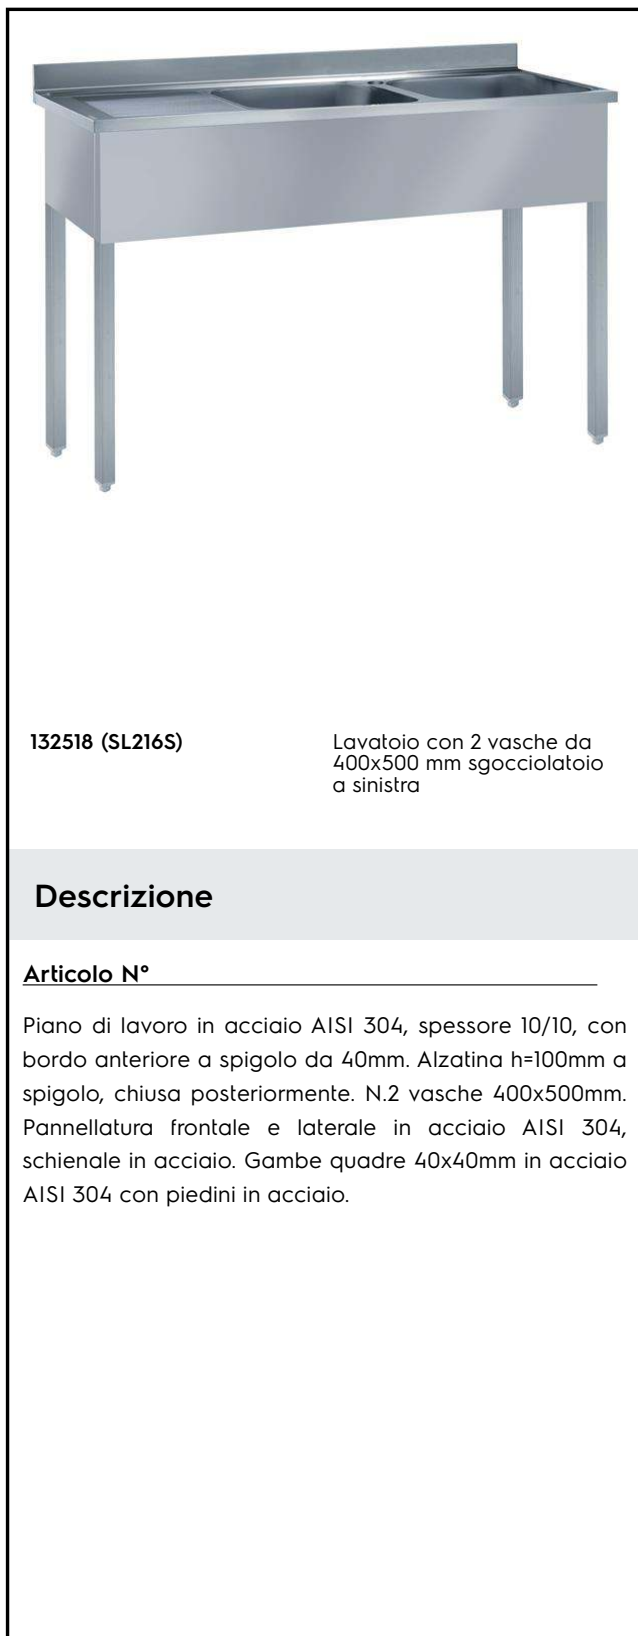 132518 (SL216S)
Lavatoio con 2 vasche da
400x500 mm sgocciolatoio
a sinistra
Descrizione
Articolo N°
Piano di lavoro in acciaio AISI 304, spessore 10/10, con
bordo anteriore a spigolo da 40mm. Alzatina h=100mm a
spigolo, chiusa posteriormente. N.2 vasche 400x500mm.
Pannellatura frontale e laterale in acciaio AISI 304,
schienale in acciaio. Gambe quadre 40x40mm in acciaio
AISI 304 con piedini in acciaio.